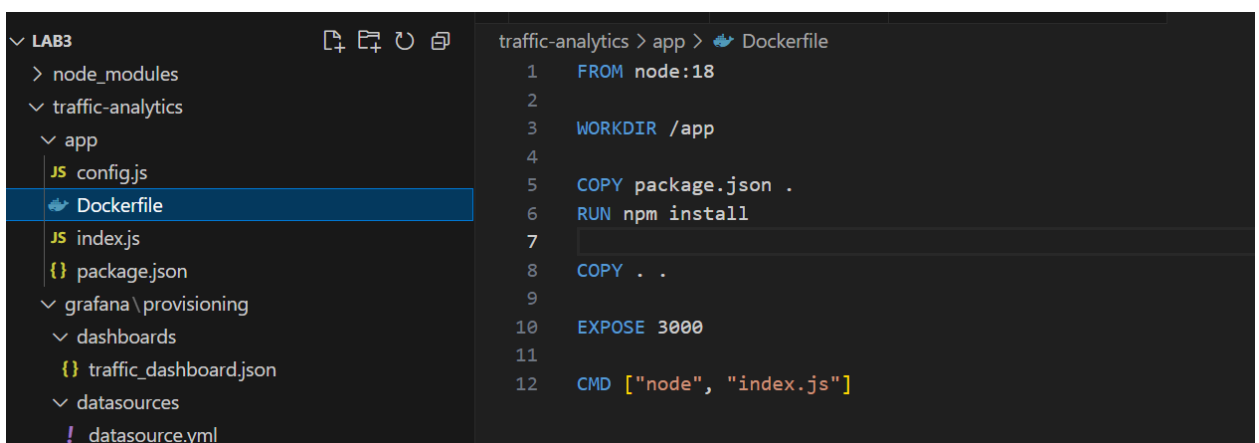 LAB3
node_modules
traffic-analytics
app
JS config.js
Dockerfile
JS index.js
{} package.json
grafana\provisioning
dashboards
{} traffic_dashboard.json
datasources
! datasource.yml
traffic-analytics > app > Dockerfile
1 FROM node:18
2
3 WORKDIR /app
4
5 COPY package.json .
6 RUN npm install
7
8 COPY . .
9
10 EXPOSE 3000
11
12 CMD ["node", "index.js"]